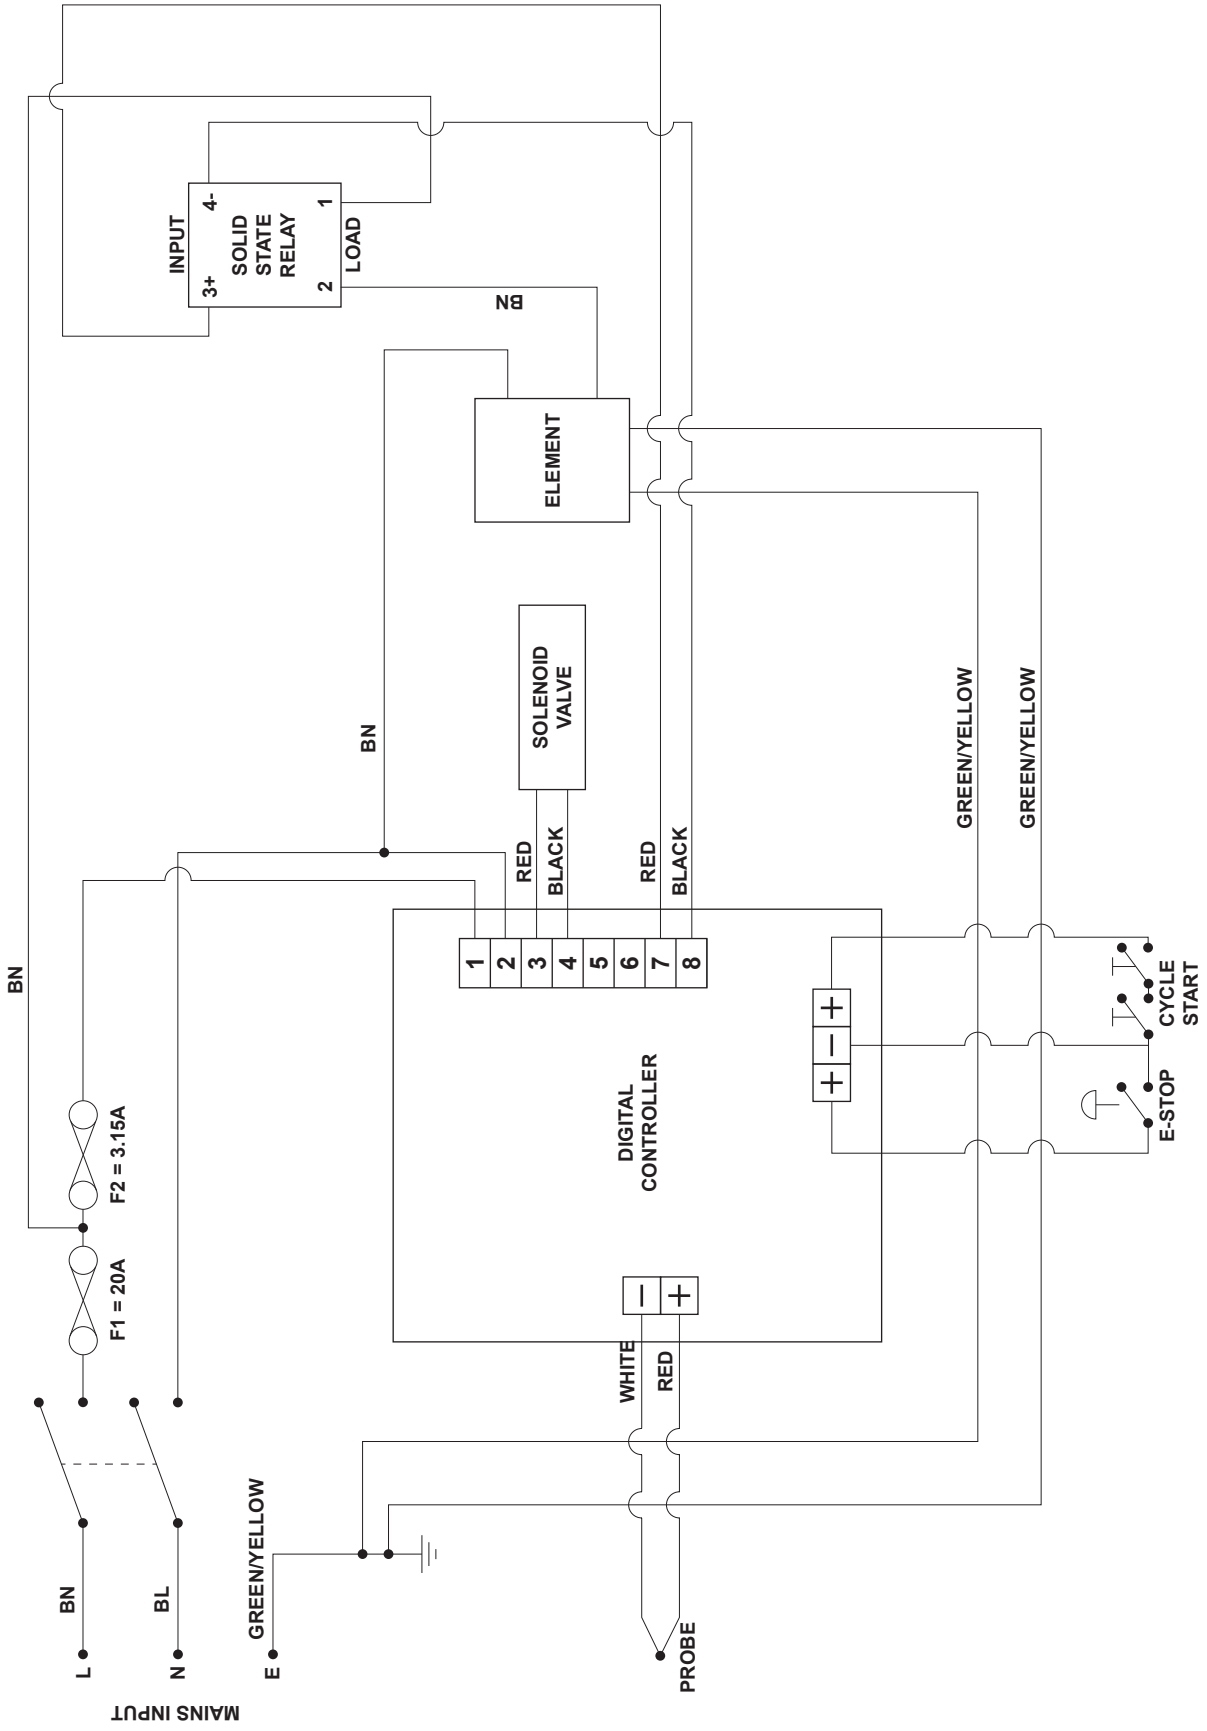 MAINS INPUT
L
BN
N
BL
E
GREEN/YELLOW
F1 = 20A
F2 = 3.15A
BN
BN
INPUT
4-
3+
SOLID
STATE
RELAY
1
2
LOAD
BN
ELEMENT
SOLENOID
VALVE
RED
BLACK
RED
BLACK
1
2
3
4
5
6
7
8
DIGITAL
CONTROLLER
+
−
+
−
+
WHITE
RED
PROBE
GREEN/YELLOW
GREEN/YELLOW
E-STOP
CYCLE
START